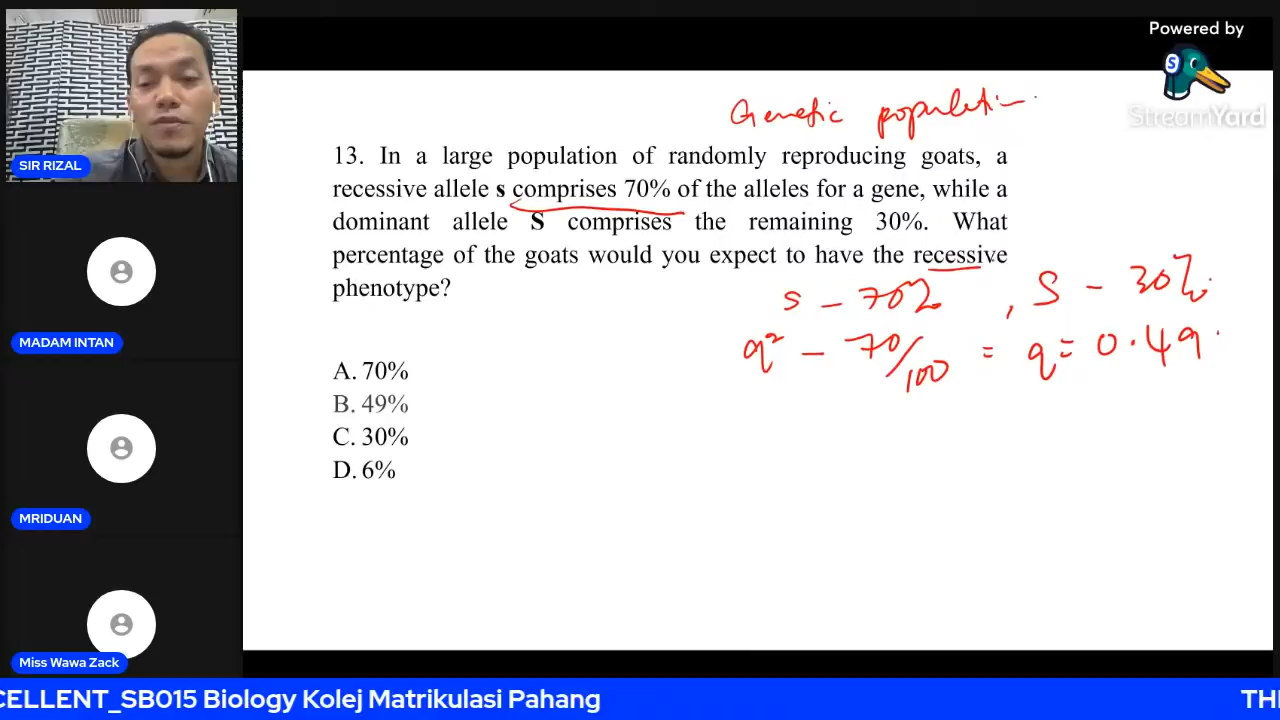 Powered by
S
StreamYard
SIR RIZAL
Genetic population
13. In a large population of randomly reproducing goats, a
recessive allele s comprises 70% of the alleles for a gene, while a
dominant allele S comprises the remaining 30%. What
percentage of the goats would you expect to have the recessive
phenotype?
s - 70% , S - 30%
q² - 70/100 = q = 0.49
A. 70%
B. 49%
C. 30%
D. 6%
MADAM INTAN
MRIDUAN
Miss Wawa Zack
CELLENT_SB015 Biology Kolej Matrikulasi Pahang
TH